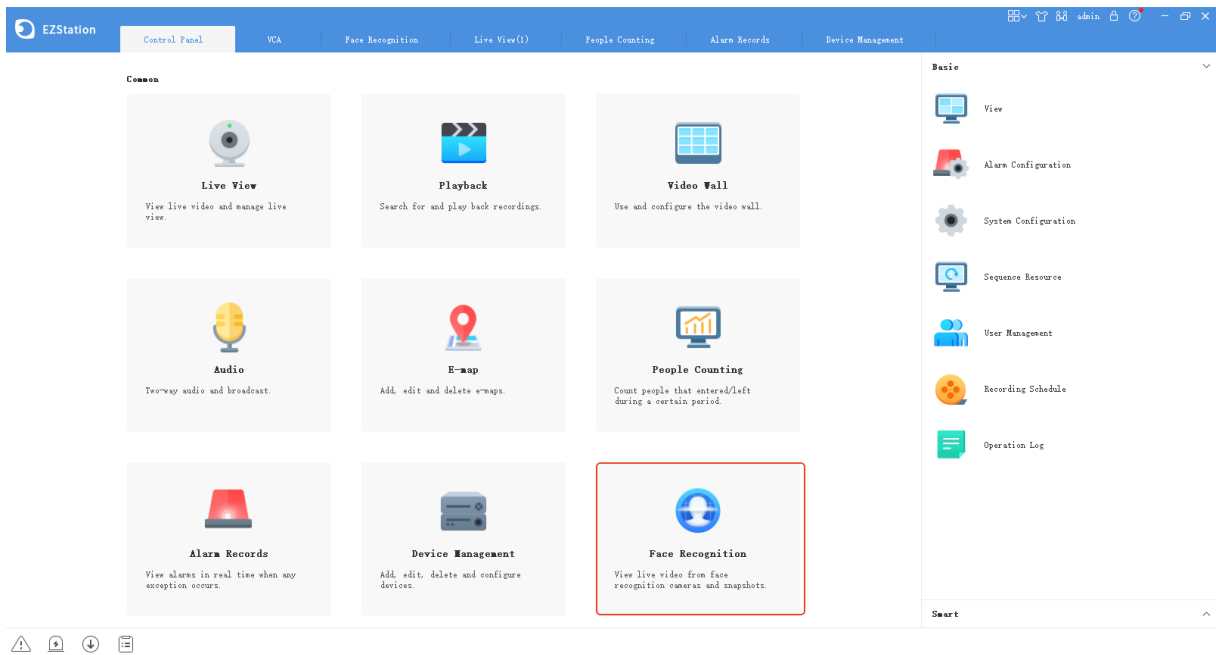 admin
EZStation
Control Panel
VCA
Face Recognition
Live View(1)
People Counting
Alarm Records
Device Management
Common
Live View
View live video and manage live
view.
Playback
Search for and play back recordings.
Video Wall
Use and configure the video wall.
Audio
Two-way audio and broadcast.
E-map
Add, edit and delete e-maps.
People Counting
Count people that entered/left
during a certain period.
Alarm Records
View alarms in real time when any
exception occurs.
Device Management
Add, edit, delete and configure
devices.
Face Recognition
View live video from face
recognition cameras and snapshots.
Basic
View
Alarm Configuration
System Configuration
Sequence Resource
User Management
Recording Schedule
Operation Log
Smart